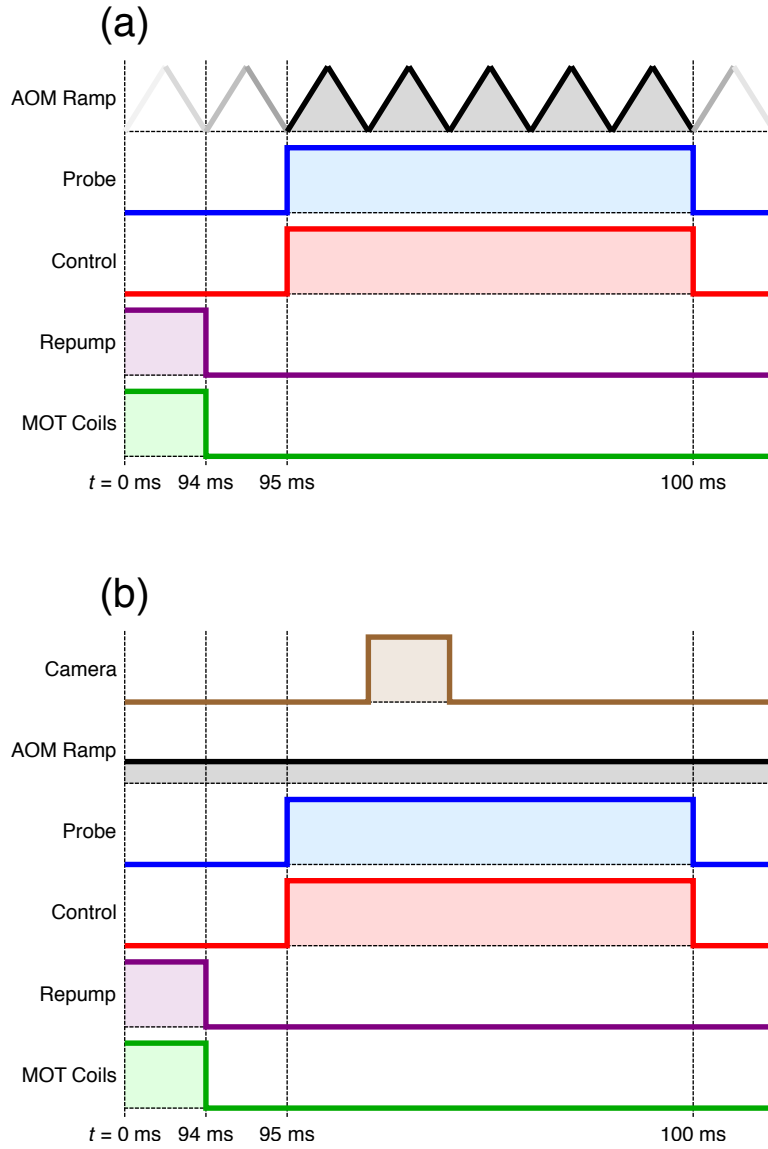 (a)
AOM Ramp
Probe
Control
Repump
MOT Coils
t = 0 ms 94 ms 95 ms 100 ms
(b)
Camera
AOM Ramp
Probe
Control
Repump
MOT Coils
t = 0 ms 94 ms 95 ms 100 ms